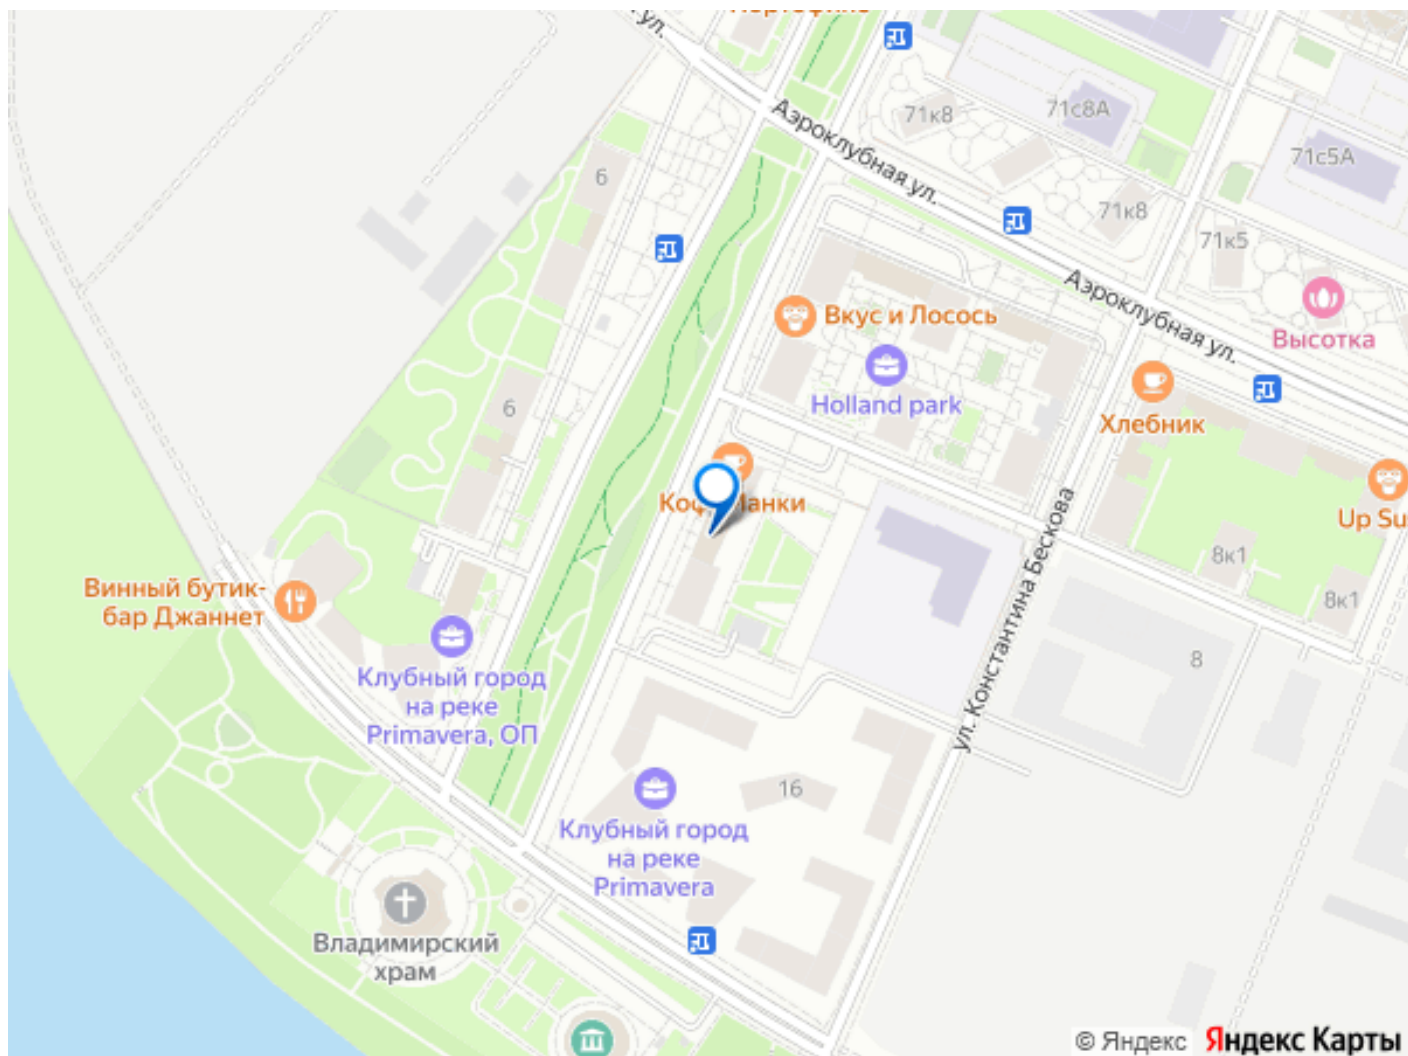 ул.
Аэроклубная ул.
71к8
71с8А
71с5А
6
71к8
71к5
Аэроклубная ул.
Вкус и Лосось
Высотка
Holland park
Хлебник
6
Up Su
ул. Константина Бескова
8к1
8к1
Винный бутик-
бар Джаннет
8
Клубный город
на реке
Primavera, ОП
16
Клубный город
на реке
Primavera
Владимирский
храм
© Яндекс Яндекс Карты